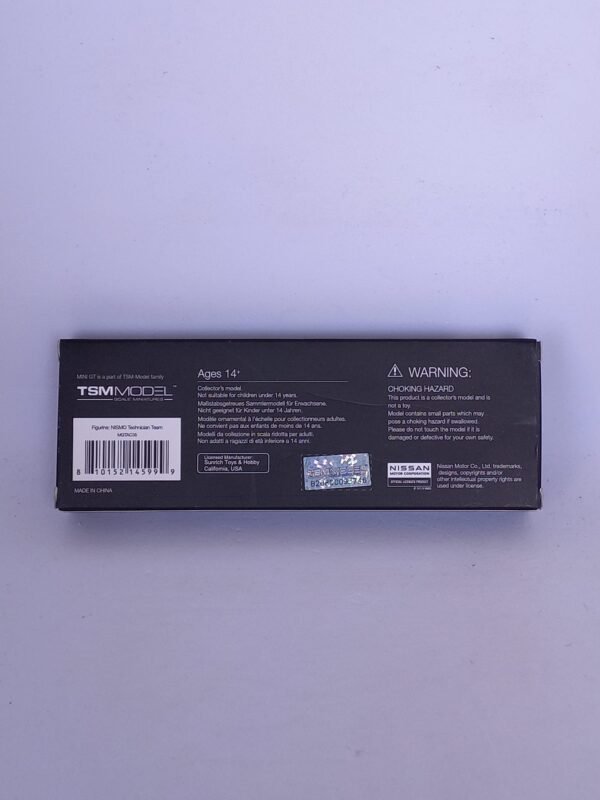 MINI GT is a part of TSM-Model family
TSMMODEL™
SCALE MINIATURES
Figurine: NISMO Technician Team
MGTAC35
8 10152 14599 9
MADE IN CHINA
Ages 14+
Collector's model.
Not suitable for children under 14 years.
Maßstabsgetreues Sammlermodell für Erwachsene.
Nicht geeignet für Kinder unter 14 Jahren.
Modèle ornamental à l'échelle pour collectionneurs adultes.
Ne convient pas aux enfants de moins de 14 ans.
Modelli da collezione in scala ridotta per adulti.
Non adatti a ragazzi di età inferiore a 14 anni.
Licensed Manufacturer:
Sunrich Toys & Hobby
California, USA
WARNING:
CHOKING HAZARD
This product is a collector's model and is
not a toy.
Model contains small parts which may
pose a choking hazard if swallowed.
Please do not touch the model if it is
damaged or defective for your own safety.
NISSAN
MOTOR CORPORATION
OFFICIAL LICENSED PRODUCT
Nissan Motor Co., Ltd. trademarks,
designs, copyrights and/or
other intellectual property rights are
used under license.